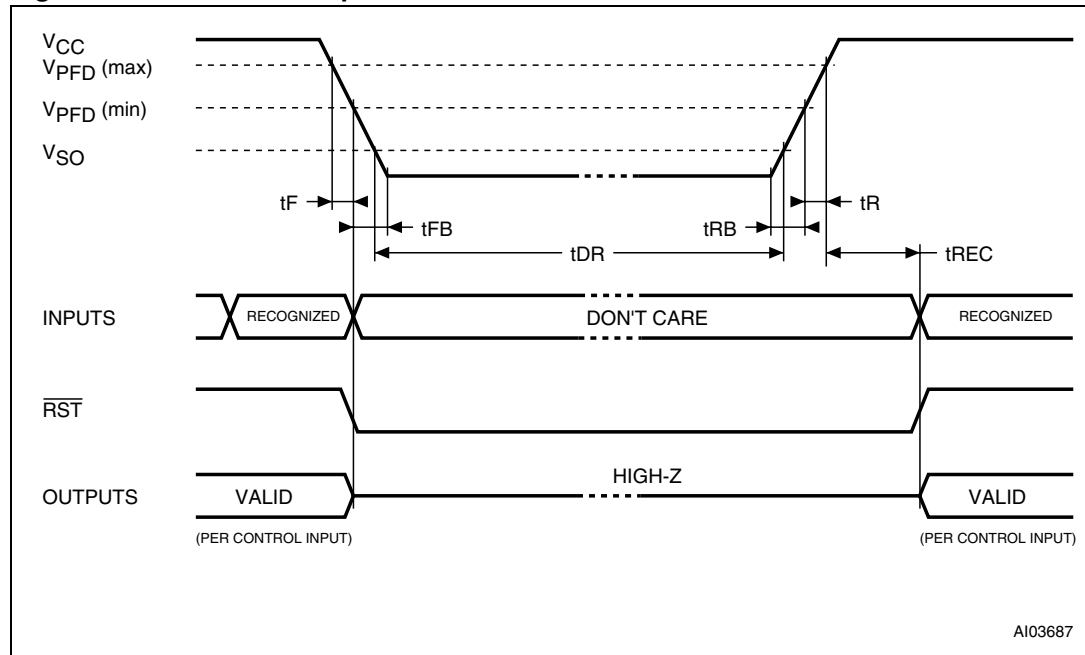 VCC
VPFD (max)
VPFD (min)
VSO
tF
tFB
tDR
tRB
tR
tREC
INPUTS
RECOGNIZED
DON'T CARE
RECOGNIZED
RST
HIGH-Z
OUTPUTS
VALID
VALID
(PER CONTROL INPUT)
(PER CONTROL INPUT)
AI03687